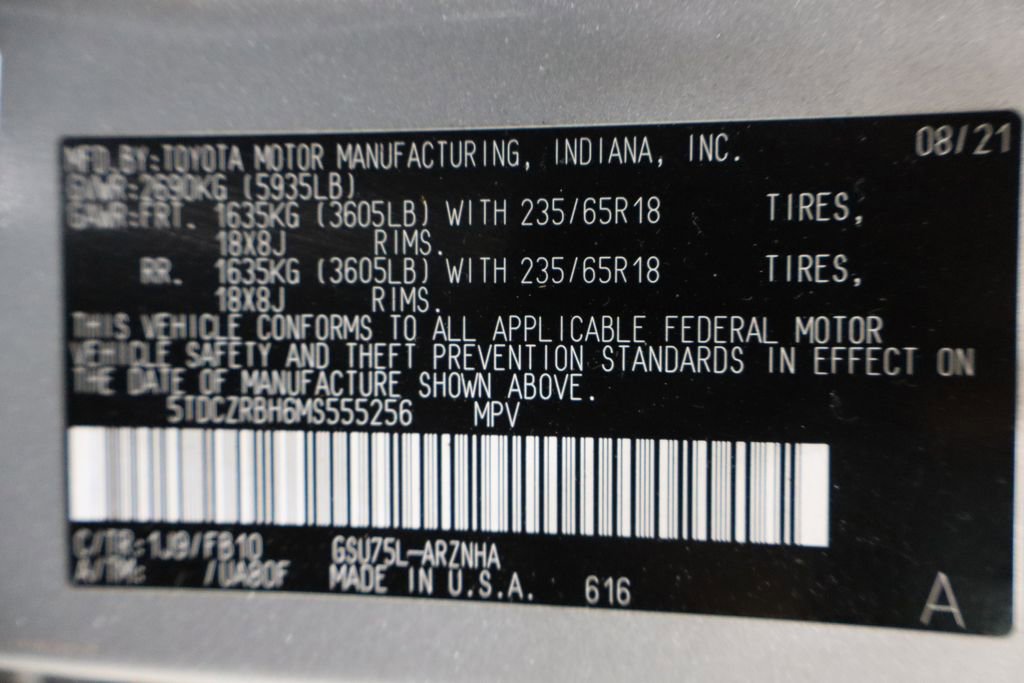 MFD.BY:TOYOTA MOTOR MANUFACTURING, INDIANA, INC. 08/21
GVWR:2690KG (5935LB)
GAWR:FRT. 1635KG (3605LB) WITH 235/65R18 TIRES,
18X8J RIMS.
RR. 1635KG (3605LB) WITH 235/65R18 TIRES,
18X8J RIMS.
THIS VEHICLE CONFORMS TO ALL APPLICABLE FEDERAL MOTOR
VEHICLE SAFETY AND THEFT PREVENTION STANDARDS IN EFFECT ON
THE DATE OF MANUFACTURE SHOWN ABOVE.
5TDCZRBH6MS555256 MPV
C/TR:1J9/FB10 GSU75L-ARZNHA
A/TM: /UA80F MADE IN U.S.A. 616 A